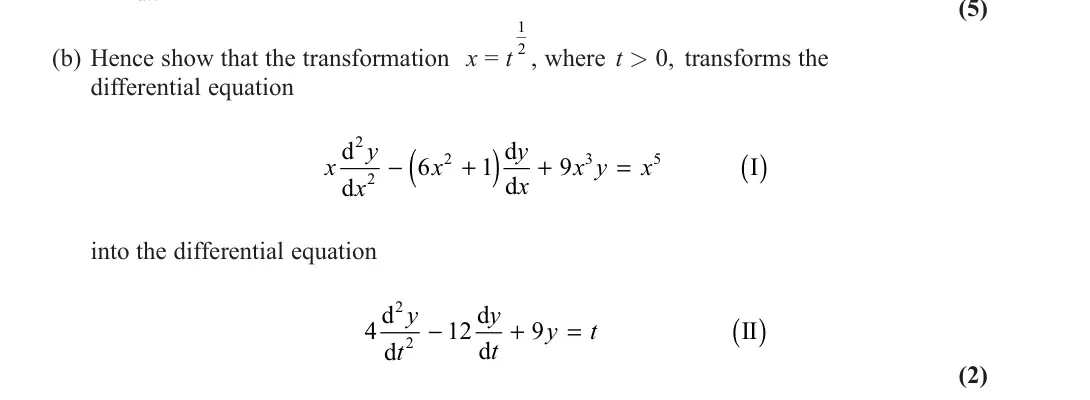 (5)
(b) Hence show that the transformation x = t^{1/2}, where t > 0, transforms the
differential equation
x d²y/dx² − (6x² + 1) dy/dx + 9x³y = x⁵ (I)
into the differential equation
4 d²y/dt² − 12 dy/dt + 9y = t (II)
(2)